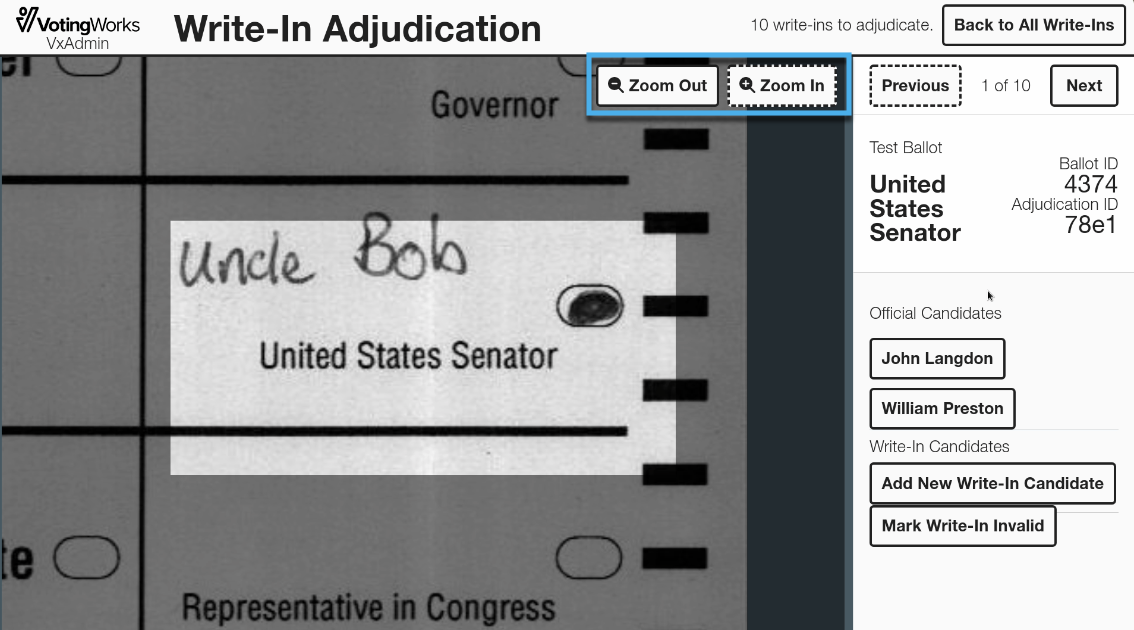 VotingWorks
VxAdmin
Write-In Adjudication
10 write-ins to adjudicate.
Back to All Write-Ins
Zoom Out
Zoom In
Previous
1 of 10
Next
Governor
Uncle Bob
United States Senator
Representative in Congress
Test Ballot
United
States
Senator
Ballot ID
4374
Adjudication ID
78e1
Official Candidates
John Langdon
William Preston
Write-In Candidates
Add New Write-In Candidate
Mark Write-In Invalid